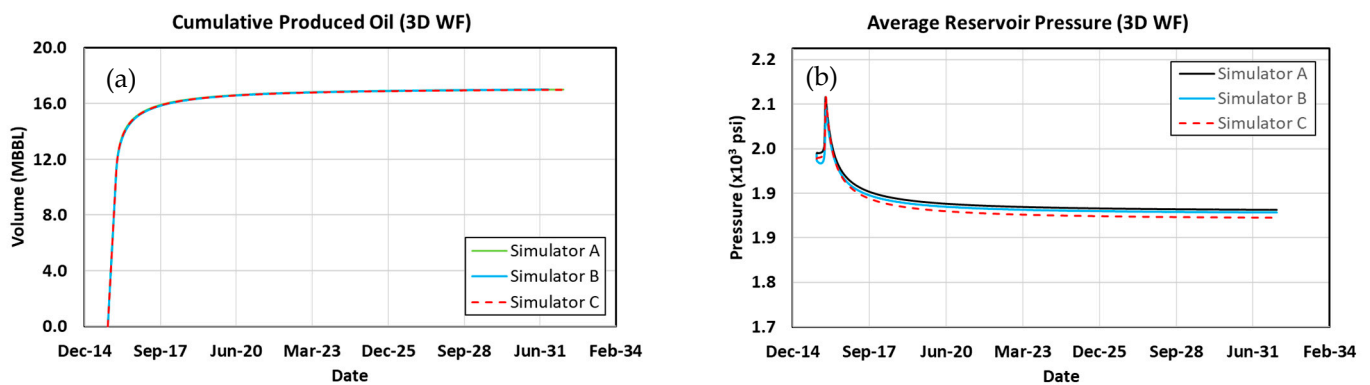 Cumulative Produced Oil (3D WF)
(a)
Volume (MBBL)
20.0
16.0
12.0
8.0
4.0
0.0
Simulator A
Simulator B
Simulator C
Dec-14 Sep-17 Jun-20 Mar-23 Dec-25 Sep-28 Jun-31 Feb-34
Date
Average Reservoir Pressure (3D WF)
(b)
Pressure (x10³ psi)
2.2
2.1
2.0
1.9
1.9
1.8
1.7
Simulator A
Simulator B
Simulator C
Dec-14 Sep-17 Jun-20 Mar-23 Dec-25 Sep-28 Jun-31 Feb-34
Date